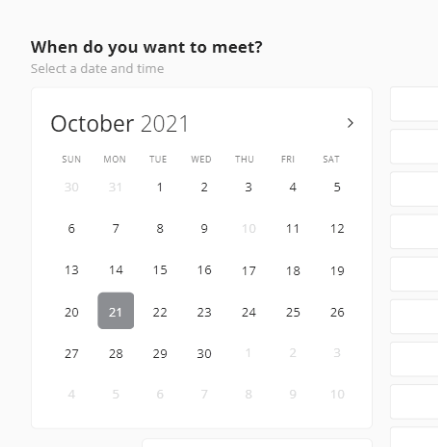 When do you want to meet?
Select a date and time
October 2021
SUN MON TUE WED THU FRI SAT
30 31 1 2 3 4 5
6 7 8 9 10 11 12
13 14 15 16 17 18 19
20 21 22 23 24 25 26
27 28 29 30 1 2 3
4 5 6 7 8 9 10